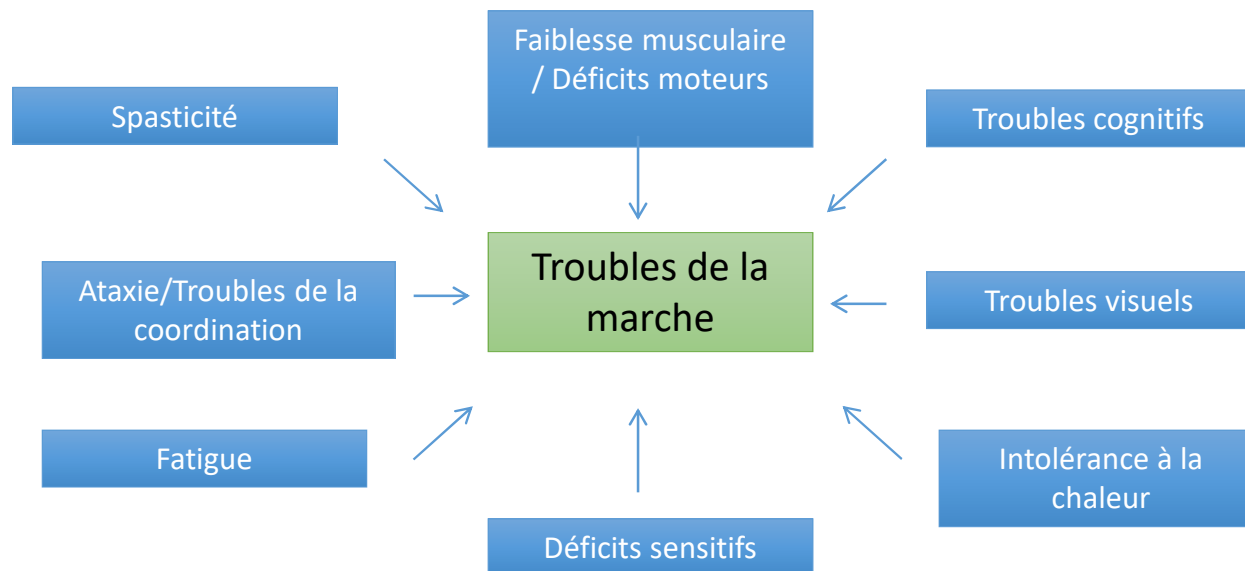 Faiblesse musculaire
/ Déficits moteurs
Spasticité
Troubles cognitifs
Troubles de la
marche
Ataxie/Troubles de la
coordination
Troubles visuels
Fatigue
Intolérance à la
chaleur
Déficits sensitifs